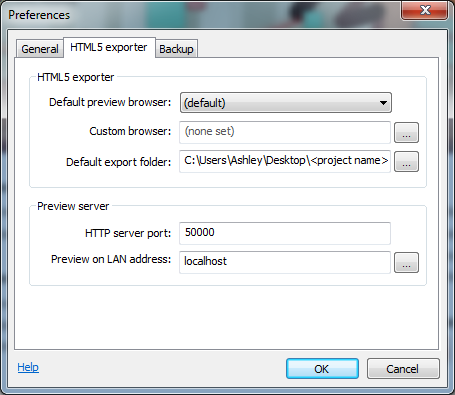 Preferences
General HTML5 exporter Backup
HTML5 exporter
Default preview browser: (default)
Custom browser: (none set) ...
Default export folder: C:\Users\Ashley\Desktop\<project name> ...
Preview server
HTTP server port: 50000
Preview on LAN address: localhost ...
Help OK Cancel